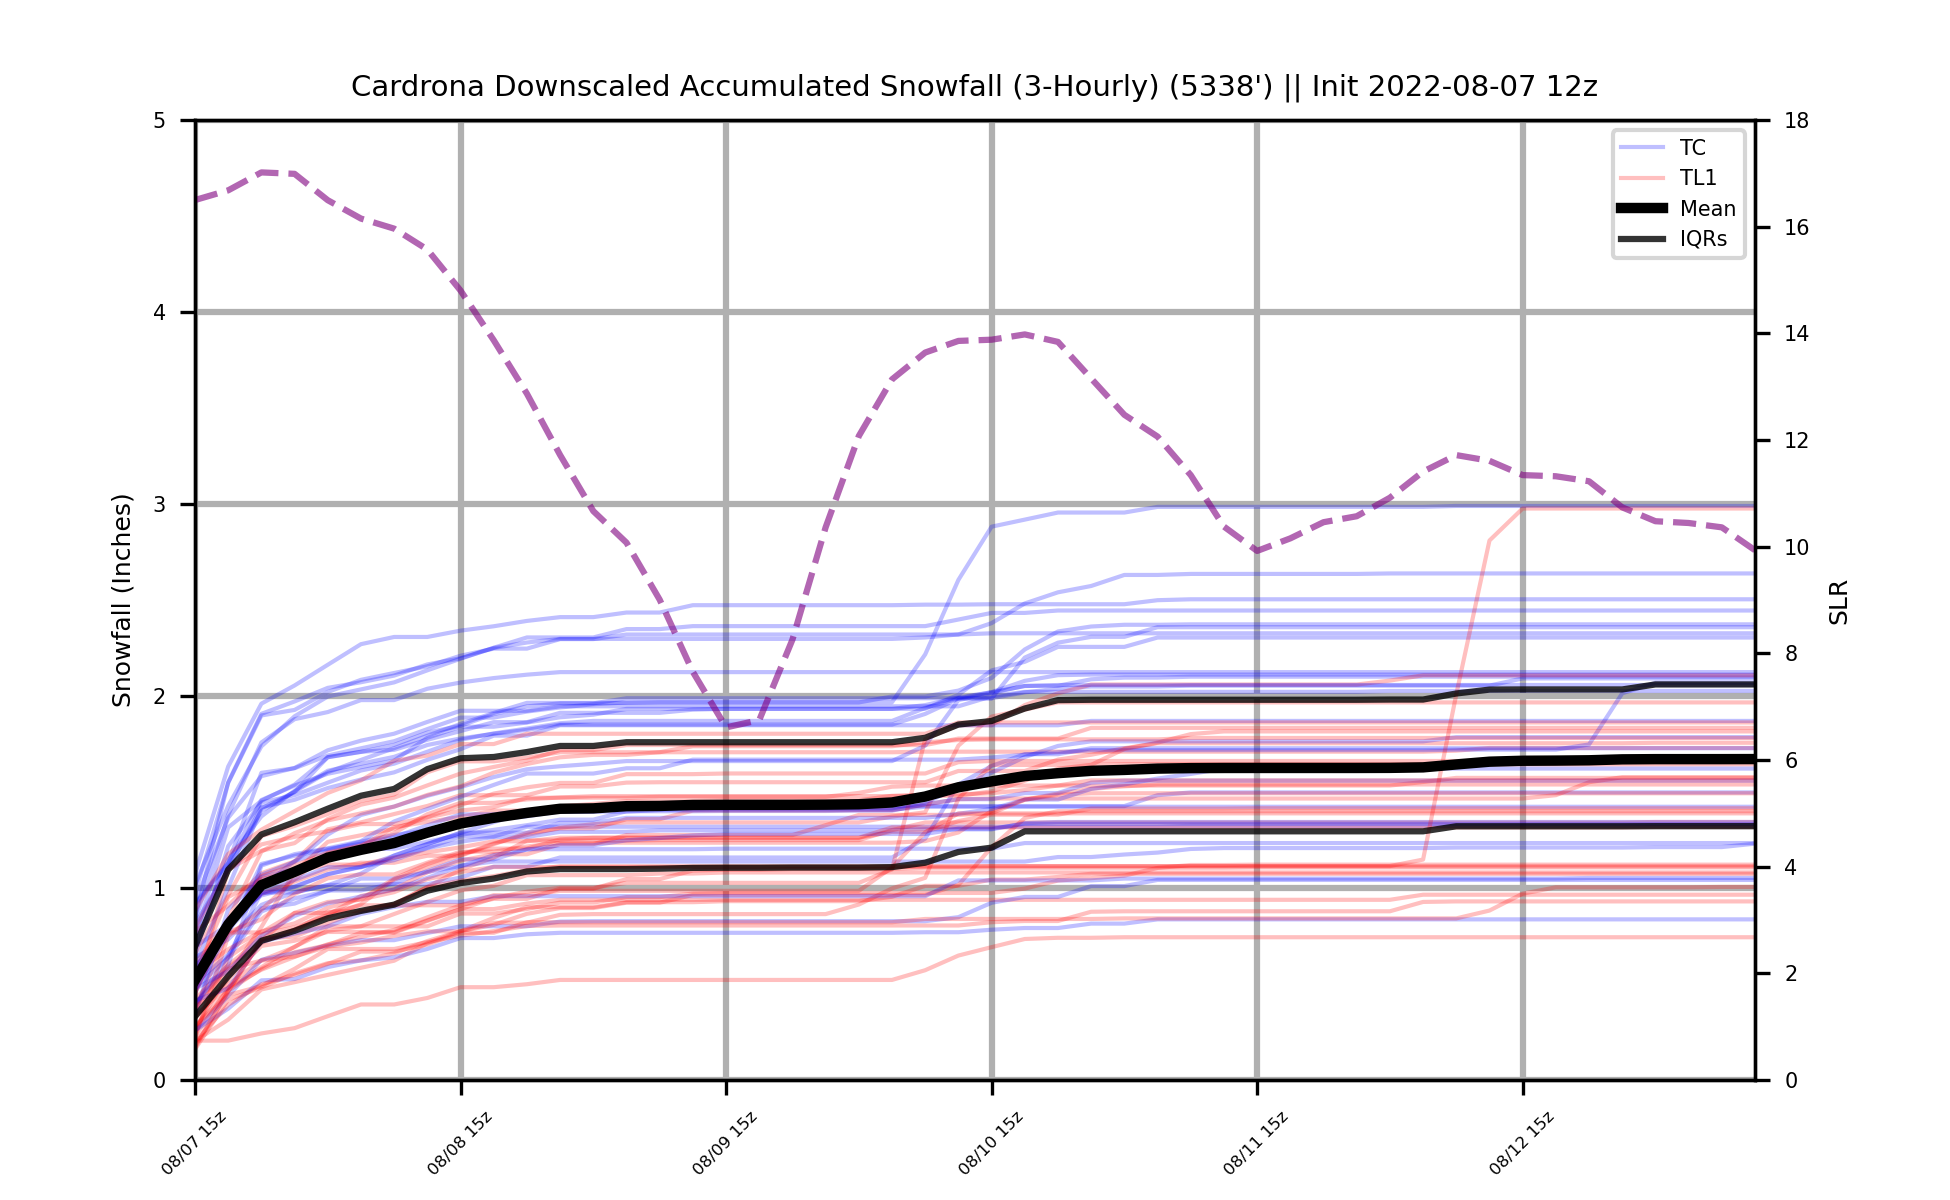 Cardrona Downscaled Accumulated Snowfall (3-Hourly) (5338') || Init 2022-08-07 12z
5
4
3
2
1
0
Snowfall (Inches)
18
16
14
12
10
8
6
4
2
0
SLR
TC
TL1
Mean
IQRs
08/07 15z
08/08 15z
08/09 15z
08/10 15z
08/11 15z
08/12 15z